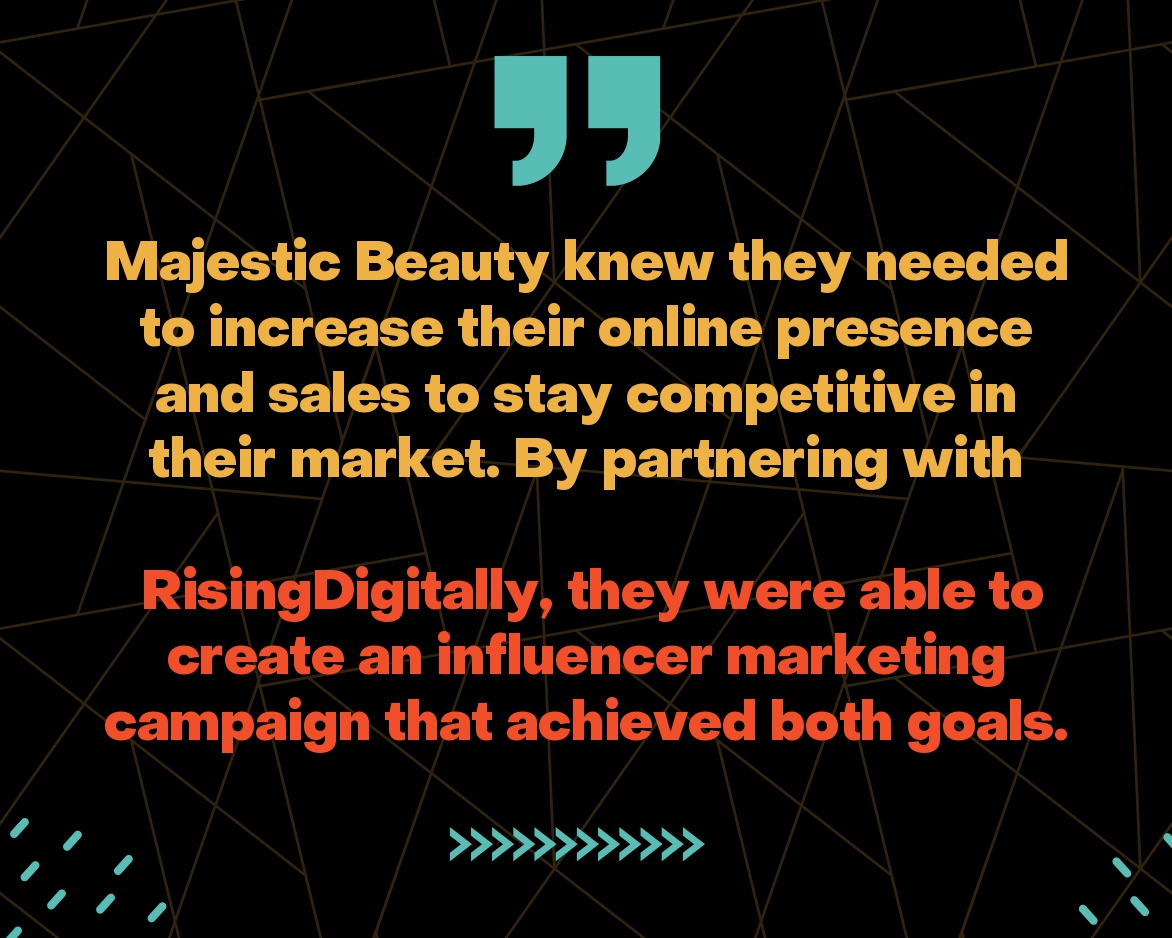 Majestic Beauty knew they needed
to increase their online presence
and sales to stay competitive in
their market. By partnering with
RisingDigitally, they were able to
create an influencer marketing
campaign that achieved both goals.